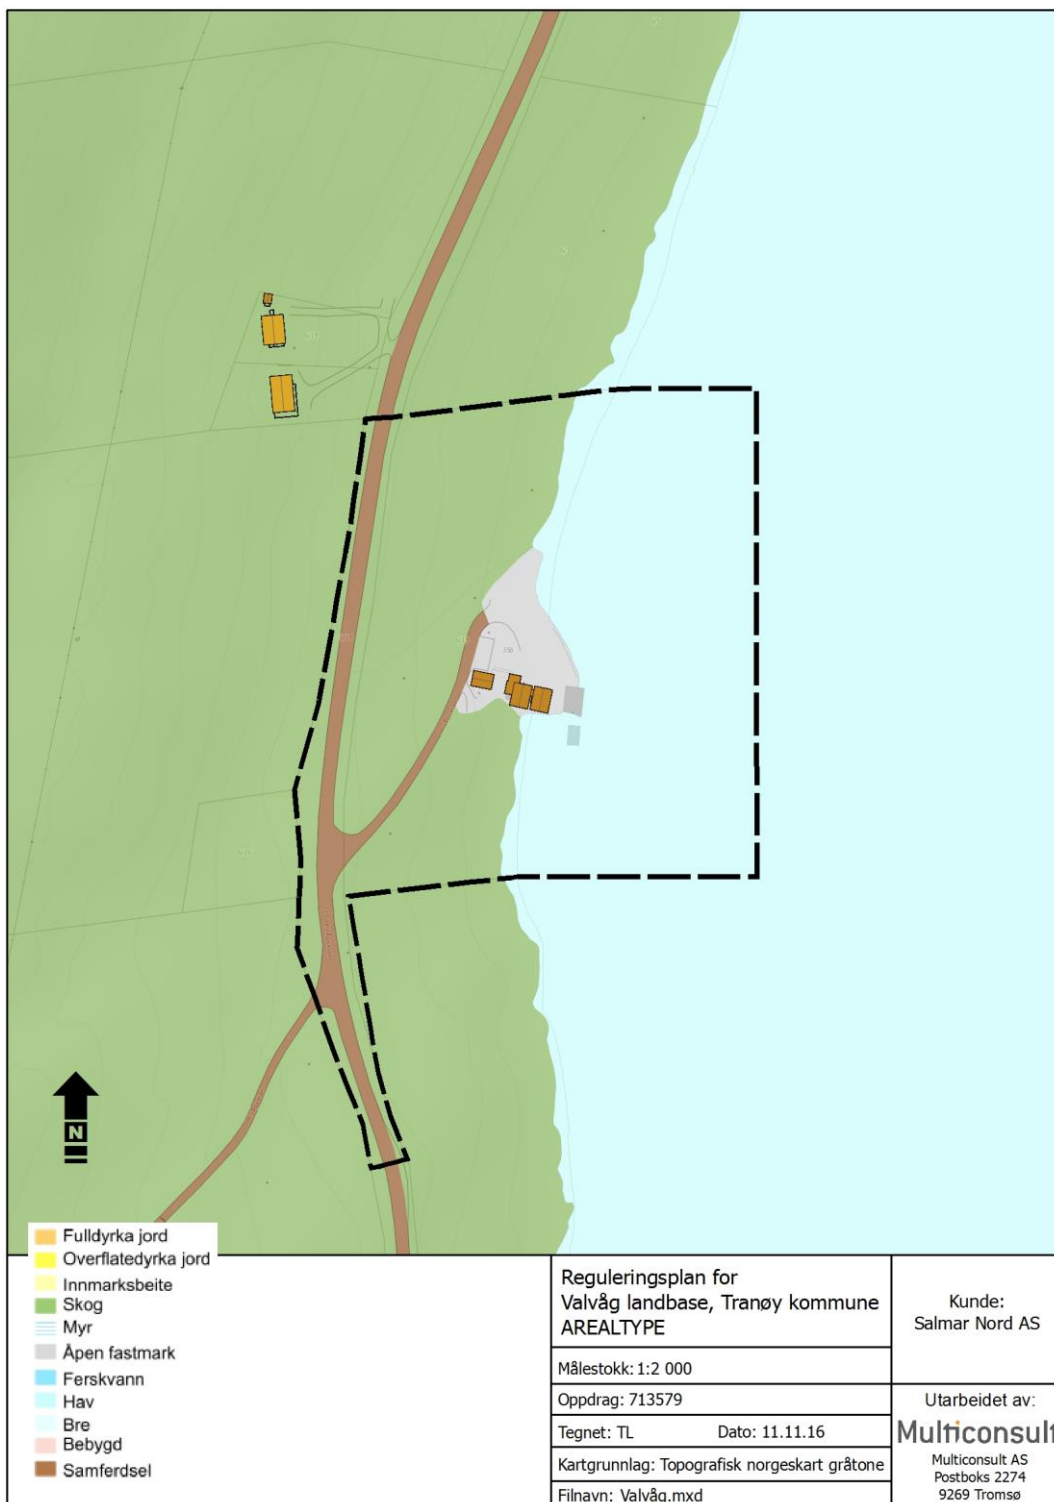 358
N
Fulldyrka jord
Overflatedyrka jord
Innmarksbeite
Skog
Myr
Åpen fastmark
Ferskvann
Hav
Bre
Bebygd
Samferdsel
Reguleringsplan for
Valvåg landbase, Tranøy kommune
AREALTYPE
Målestokk: 1:2 000
Oppdrag: 713579
Tegnet: TL Dato: 11.11.16
Kartgrunnlag: Topografisk norgeskart gråtone
Filnavn: Valvåg.mxd
Kunde:
Salmar Nord AS
Utarbeidet av:
Multiconsult
Multiconsult AS
Postboks 2274
9269 Tromsø